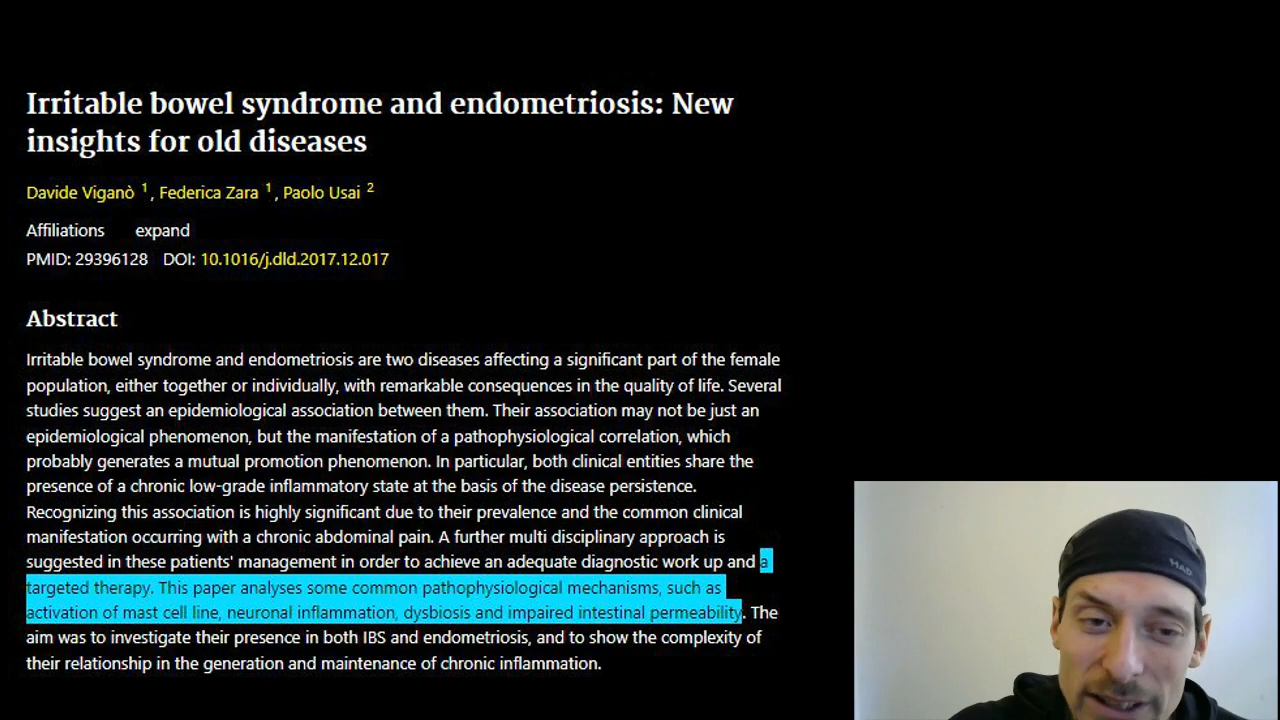 Irritable bowel syndrome and endometriosis: New
insights for old diseases
Davide Viganò 1, Federica Zara 1, Paolo Usai 2
Affiliations expand
PMID: 29396128 DOI: 10.1016/j.dld.2017.12.017
Abstract
Irritable bowel syndrome and endometriosis are two diseases affecting a significant part of the female
population, either together or individually, with remarkable consequences in the quality of life. Several
studies suggest an epidemiological association between them. Their association may not be just an
epidemiological phenomenon, but the manifestation of a pathophysiological correlation, which
probably generates a mutual promotion phenomenon. In particular, both clinical entities share the
presence of a chronic low-grade inflammatory state at the basis of the disease persistence.
Recognizing this association is highly significant due to their prevalence and the common clinical
manifestation occurring with a chronic abdominal pain. A further multi disciplinary approach is
suggested in these patients' management in order to achieve an adequate diagnostic work up and a
targeted therapy. This paper analyses some common pathophysiological mechanisms, such as
activation of mast cell line, neuronal inflammation, dysbiosis and impaired intestinal permeability. The
aim was to investigate their presence in both IBS and endometriosis, and to show the complexity of
their relationship in the generation and maintenance of chronic inflammation.
HAD